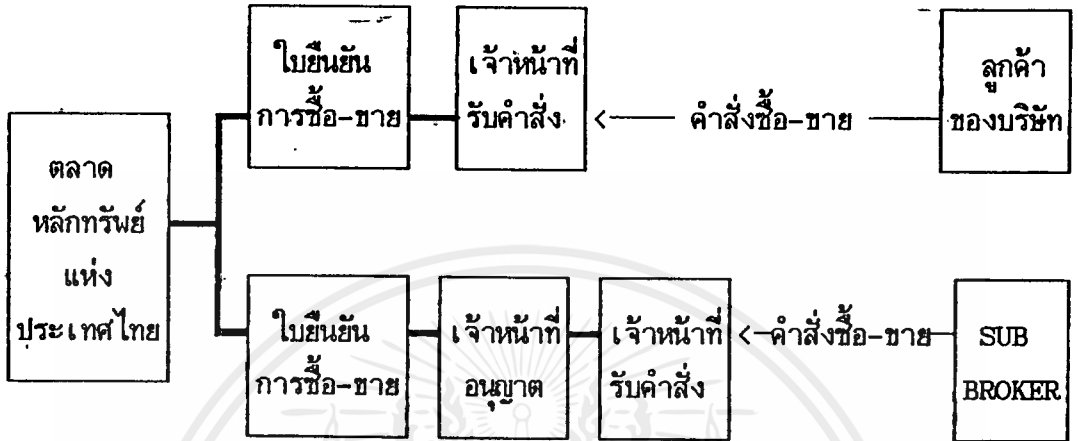 ใบยืนยัน
การซื้อ-ขาย
เจ้าหน้าที่
รับคำสั่ง
<—— คำสั่งซื้อ-ขาย ——
ลูกค้า
ของบริษัท
ตลาด
หลักทรัพย์
แห่ง
ประเทศไทย
ใบยืนยัน
การซื้อ-ขาย
เจ้าหน้าที่
อนุญาต
เจ้าหน้าที่
รับคำสั่ง
<—คำสั่งซื้อ-ขาย—
SUB
BROKER